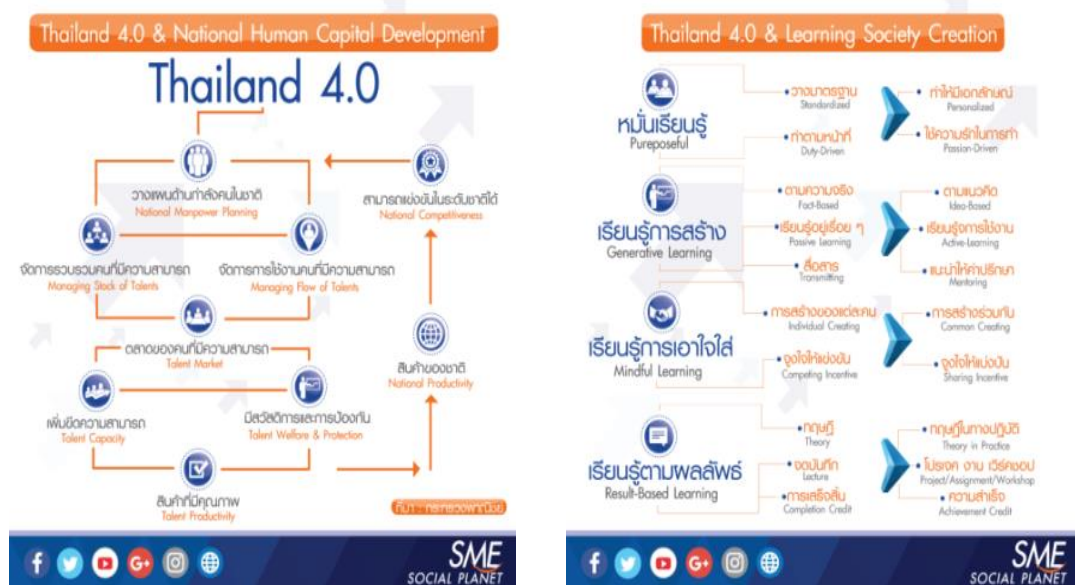 Thailand 4.0 & National Human Capital Development
Thailand 4.0
วางแผนด้านกำลังคนในชาติ
National Manpower Planning
สามารถแข่งขันในระดับชาติได้
National Competitiveness
จัดการรวบรวมคนที่มีความสามารถ
Managing Stock of Talents
จัดการการใช้งานคนที่มีความสามารถ
Managing Flow of Talents
ตลาดของคนที่มีความสามารถ
Talent Market
สินค้าของชาติ
National Productivity
เพิ่มขีดความสามารถ
Talent Capacity
มีสวัสดิการและการป้องกัน
Talent Welfare & Protection
สินค้าที่มีคุณภาพ
Talent Productivity
ที่มา : กระทรวงพาณิชย์
SME
SOCIAL PLANET
Thailand 4.0 & Learning Society Creation
หมั่นเรียนรู้
Pureposeful
วางมาตรฐาน
Standardized
ทำตามหน้าที่
Duty-Driven
ทำให้มีเอกลักษณ์
Personalized
ใช้ความรักในการทำ
Passion-Driven
เรียนรู้การสร้าง
Generative Learning
ตามความจริง
Fact-Based
เรียนรู้อยู่เรื่อย ๆ
Passive Learning
สื่อสาร
Transmitting
ตามแนวคิด
Idea-Based
เรียนรู้จากการใช้งาน
Active-Learning
แนะนำให้คำปรึกษา
Mentoring
เรียนรู้การเอาใจใส่
Mindful Learning
การสร้างของแต่ละคน
Individual Creating
จูงใจให้แข่งขัน
Competing Incentive
การสร้างร่วมกัน
Common Creating
จูงใจให้แบ่งปัน
Sharing Incentive
เรียนรู้ตามผลลัพธ์
Result-Based Learning
ทฤษฎี
Theory
จดบันทึก
Lecture
การเสร็จสิ้น
Completion Credit
ทฤษฎีในทางปฏิบัติ
Theory in Practice
โปรเจค งาน เวิร์คชอป
Project/Assignment/Workshop
ความสำเร็จ
Achievement Credit
SME
SOCIAL PLANET